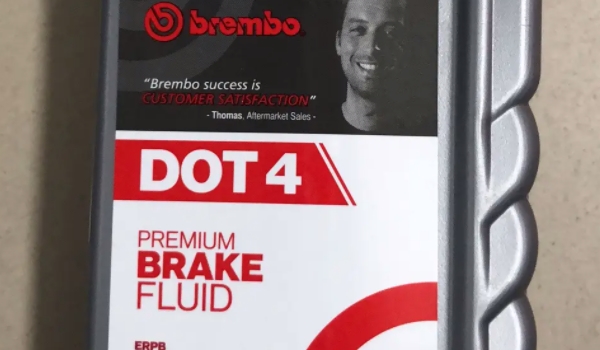 brembo
“Brembo success is
CUSTOMER SATISFACTION”
- Thomas, Aftermarket Sales -
DOT 4
PREMIUM
BRAKE
FLUID
ERPB